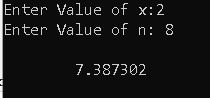 Enter Value of x:2
Enter Value of n: 8
7.387302